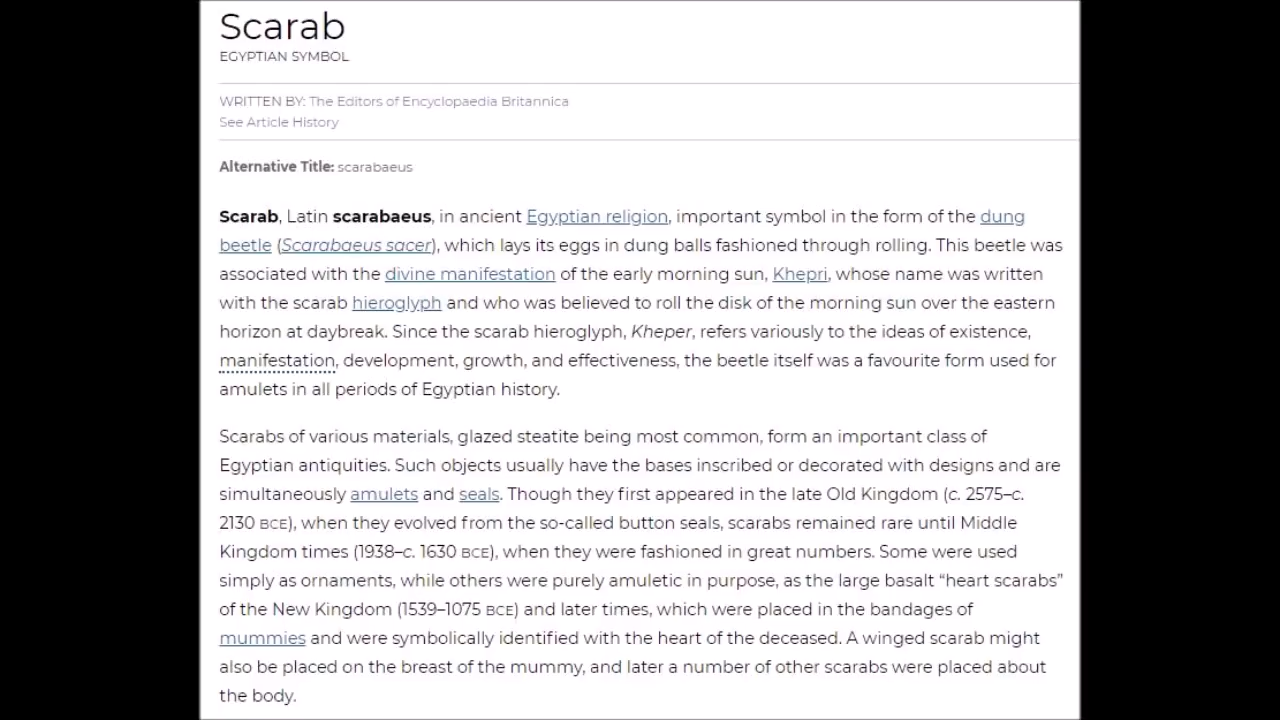 Scarab
EGYPTIAN SYMBOL
WRITTEN BY: The Editors of Encyclopaedia Britannica
See Article History
Alternative Title: scarabaeus
Scarab, Latin scarabaeus, in ancient Egyptian religion, important symbol in the form of the dung
beetle (Scarabaeus sacer), which lays its eggs in dung balls fashioned through rolling. This beetle was
associated with the divine manifestation of the early morning sun, Khepri, whose name was written
with the scarab hieroglyph and who was believed to roll the disk of the morning sun over the eastern
horizon at daybreak. Since the scarab hieroglyph, Kheper, refers variously to the ideas of existence,
manifestation, development, growth, and effectiveness, the beetle itself was a favourite form used for
amulets in all periods of Egyptian history.
Scarabs of various materials, glazed steatite being most common, form an important class of
Egyptian antiquities. Such objects usually have the bases inscribed or decorated with designs and are
simultaneously amulets and seals. Though they first appeared in the late Old Kingdom (c. 2575–c.
2130 BCE), when they evolved from the so-called button seals, scarabs remained rare until Middle
Kingdom times (1938–c. 1630 BCE), when they were fashioned in great numbers. Some were used
simply as ornaments, while others were purely amuletic in purpose, as the large basalt “heart scarabs”
of the New Kingdom (1539–1075 BCE) and later times, which were placed in the bandages of
mummies and were symbolically identified with the heart of the deceased. A winged scarab might
also be placed on the breast of the mummy, and later a number of other scarabs were placed about
the body.